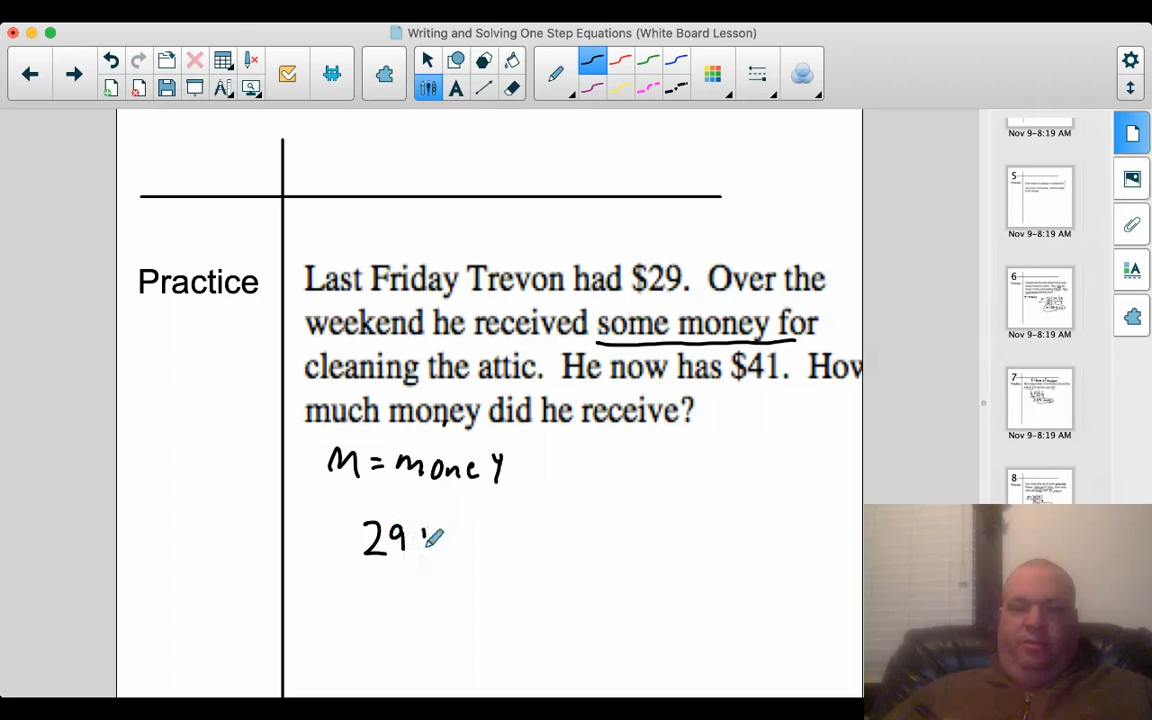 Writing and Solving One Step Equations (White Board Lesson)
Nov 9-8:19 AM
5
Nov 9-8:19 AM
6
Nov 9-8:19 AM
7
Nov 9-8:19 AM
8
Practice
Last Friday Trevon had $29. Over the
weekend he received some money for
cleaning the attic. He now has $41. How
much money did he receive?
M = money
29